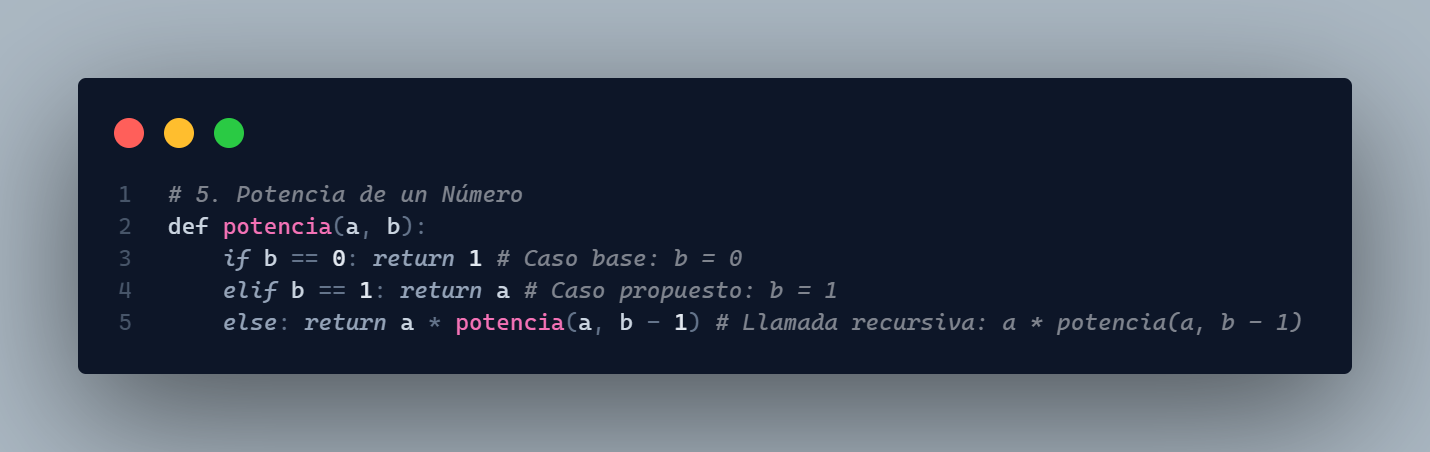 1 # 5. Potencia de un Número
2 def potencia(a, b):
3     if b == 0: return 1 # Caso base: b = 0
4     elif b == 1: return a # Caso propuesto: b = 1
5     else: return a * potencia(a, b - 1) # Llamada recursiva: a * potencia(a, b - 1)